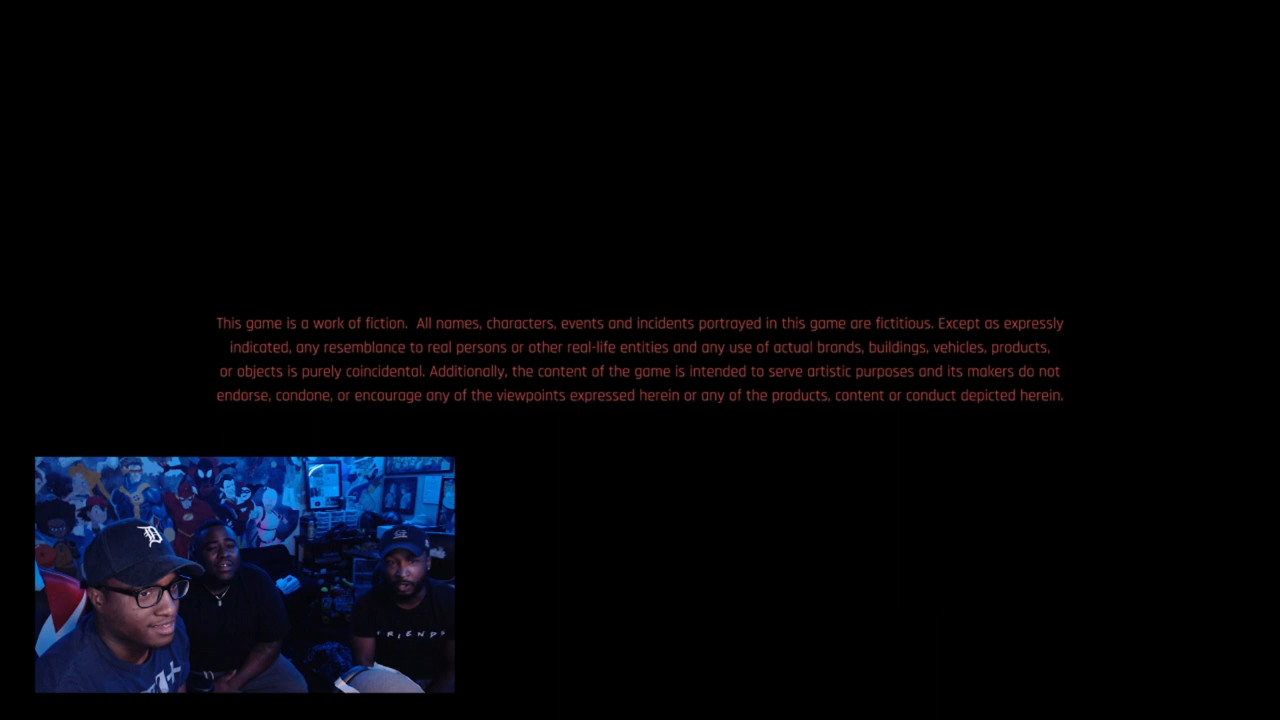 This game is a work of fiction.  All names, characters, events and incidents portrayed in this game are fictitious. Except as expressly
indicated, any resemblance to real persons or other real-life entities and any use of actual brands, buildings, vehicles, products,
or objects is purely coincidental. Additionally, the content of the game is intended to serve artistic purposes and its makers do not
endorse, condone, or encourage any of the viewpoints expressed herein or any of the products, content or conduct depicted herein.
D
FRIENDS